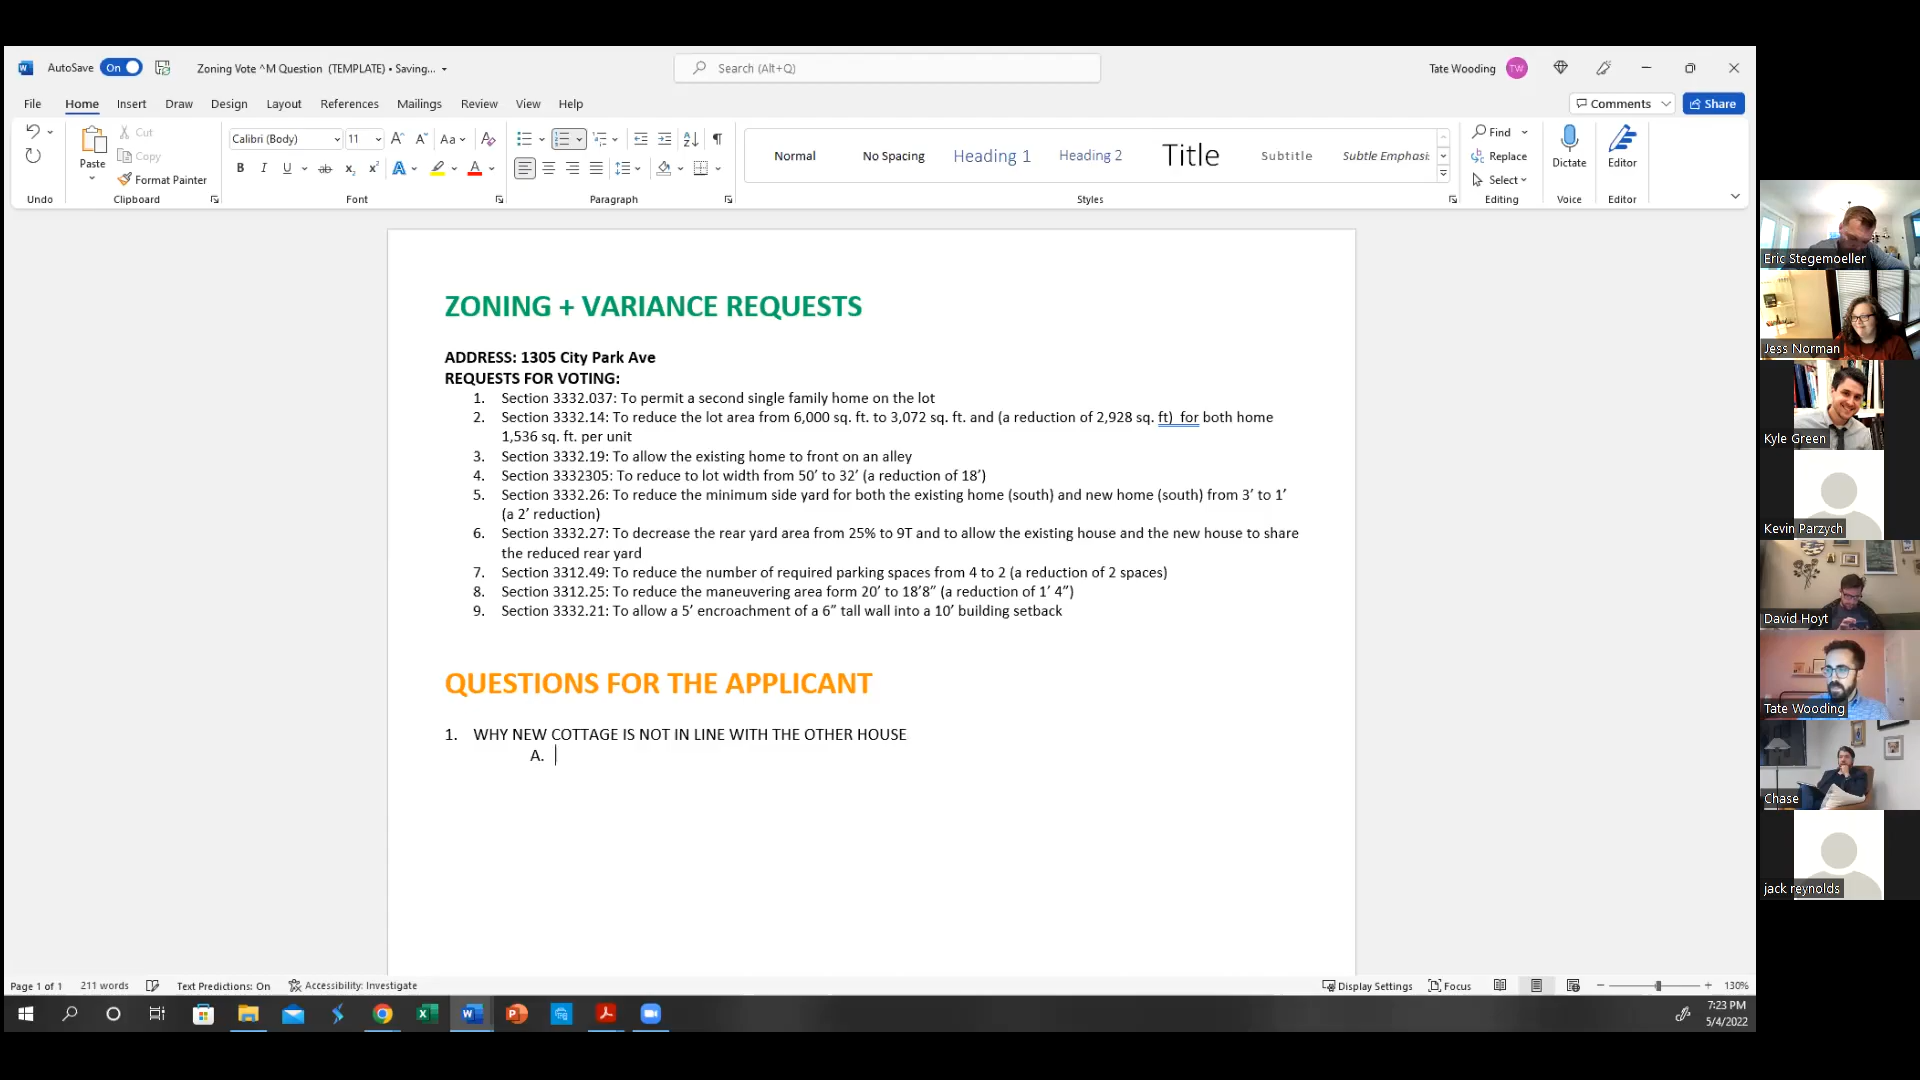 AutoSave On Zoning Vote ^M Question (TEMPLATE) • Saving... Search (Alt+Q) Tate Wooding TW
File Home Insert Draw Design Layout References Mailings Review View Help Comments Share
Paste Cut Copy Format Painter
Calibri (Body) 11 Aa
Normal No Spacing Heading 1 Heading 2 Title Subtitle Subtle Emphasi:
Find Replace Select Dictate Editor
Undo Clipboard Font Paragraph Styles Editing Voice Editor
ZONING + VARIANCE REQUESTS
ADDRESS: 1305 City Park Ave
REQUESTS FOR VOTING:
1. Section 3332.037: To permit a second single family home on the lot
2. Section 3332.14: To reduce the lot area from 6,000 sq. ft. to 3,072 sq. ft. and (a reduction of 2,928 sq. ft) for both home
1,536 sq. ft. per unit
3. Section 3332.19: To allow the existing home to front on an alley
4. Section 3332305: To reduce to lot width from 50’ to 32’ (a reduction of 18’)
5. Section 3332.26: To reduce the minimum side yard for both the existing home (south) and new home (south) from 3’ to 1’
(a 2’ reduction)
6. Section 3332.27: To decrease the rear yard area from 25% to 9T and to allow the existing house and the new house to share
the reduced rear yard
7. Section 3312.49: To reduce the number of required parking spaces from 4 to 2 (a reduction of 2 spaces)
8. Section 3312.25: To reduce the maneuvering area form 20’ to 18’8” (a reduction of 1’ 4”)
9. Section 3332.21: To allow a 5’ encroachment of a 6” tall wall into a 10’ building setback
QUESTIONS FOR THE APPLICANT
1. WHY NEW COTTAGE IS NOT IN LINE WITH THE OTHER HOUSE
A.
Page 1 of 1 211 words Text Predictions: On Accessibility: Investigate Display Settings Focus 130%
7:23 PM
5/4/2022
Eric Stegemoeller
Jess Norman
Kyle Green
Kevin Parzych
David Hoyt
Tate Wooding
Chase
jack reynolds